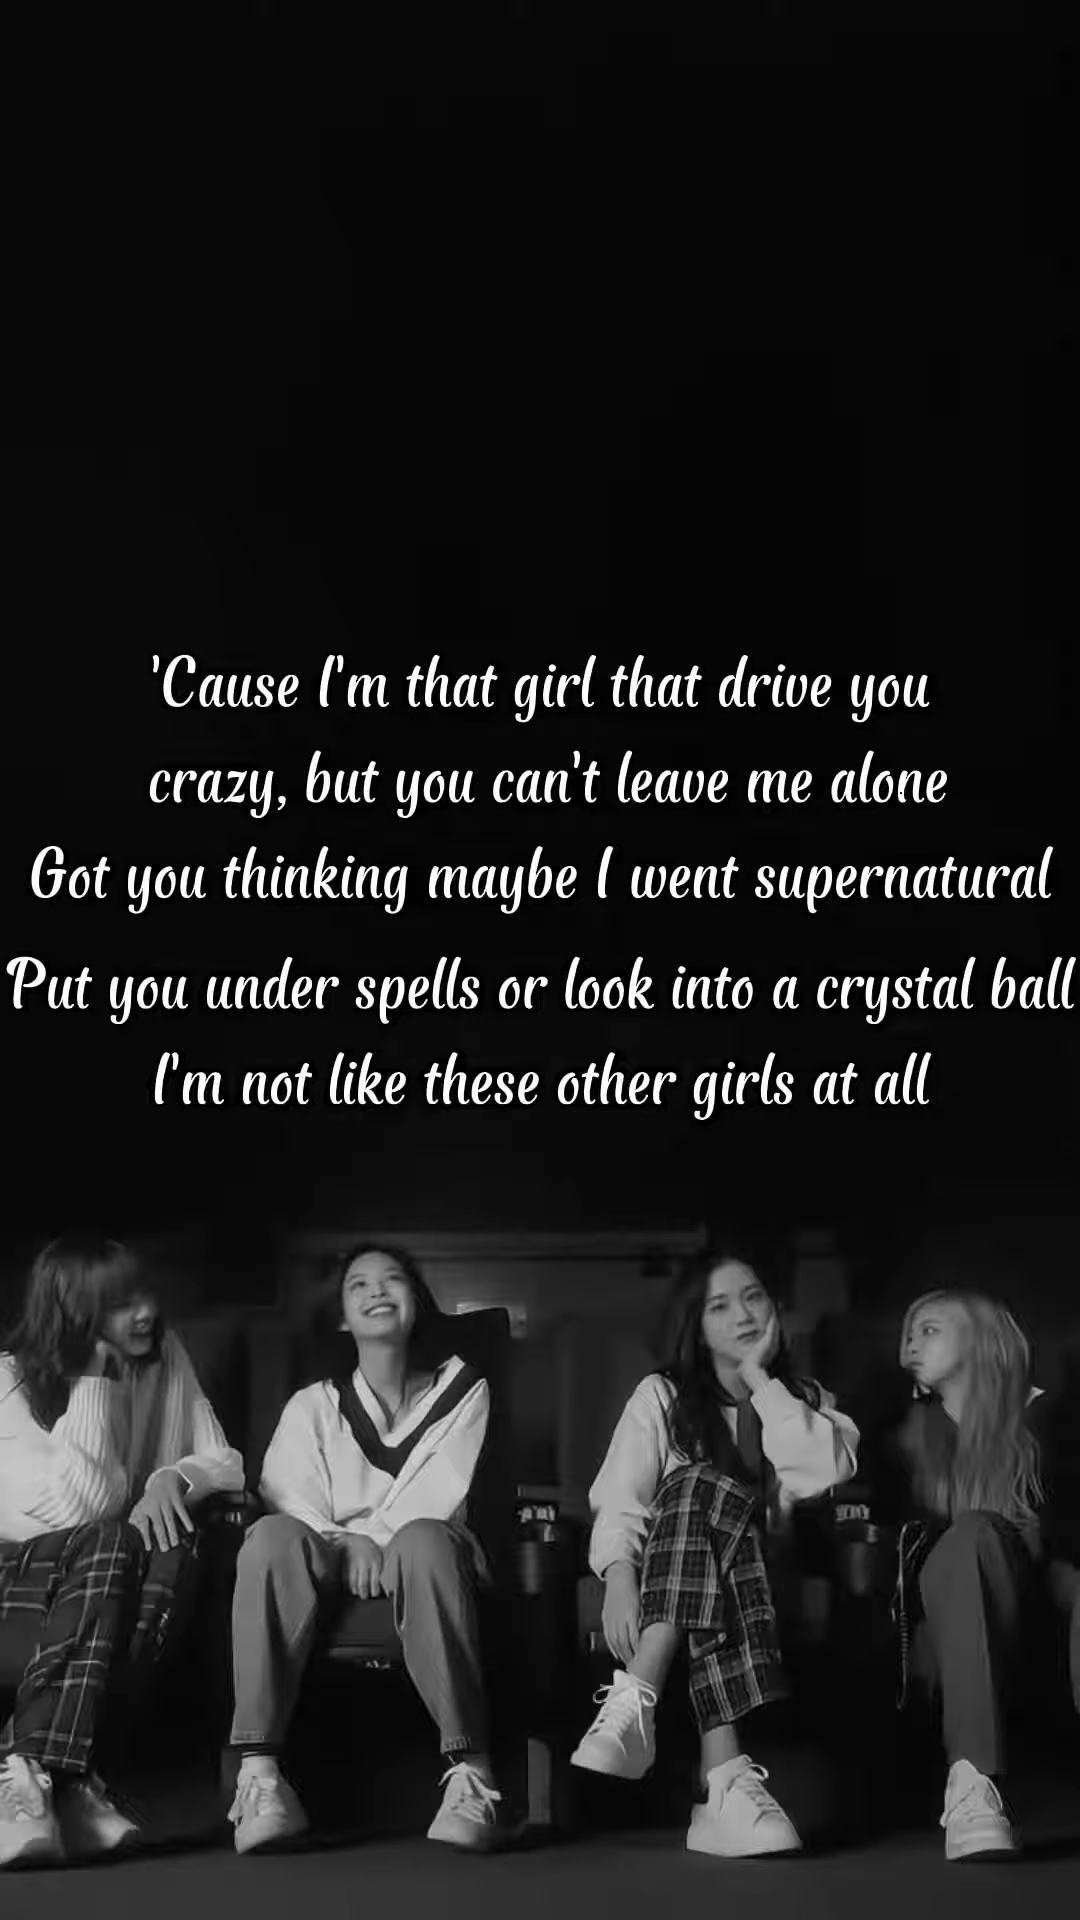 'Cause I'm that girl that drive you
crazy, but you can't leave me alone
Got you thinking maybe I went supernatural
Put you under spells or look into a crystal ball
I'm not like these other girls at all